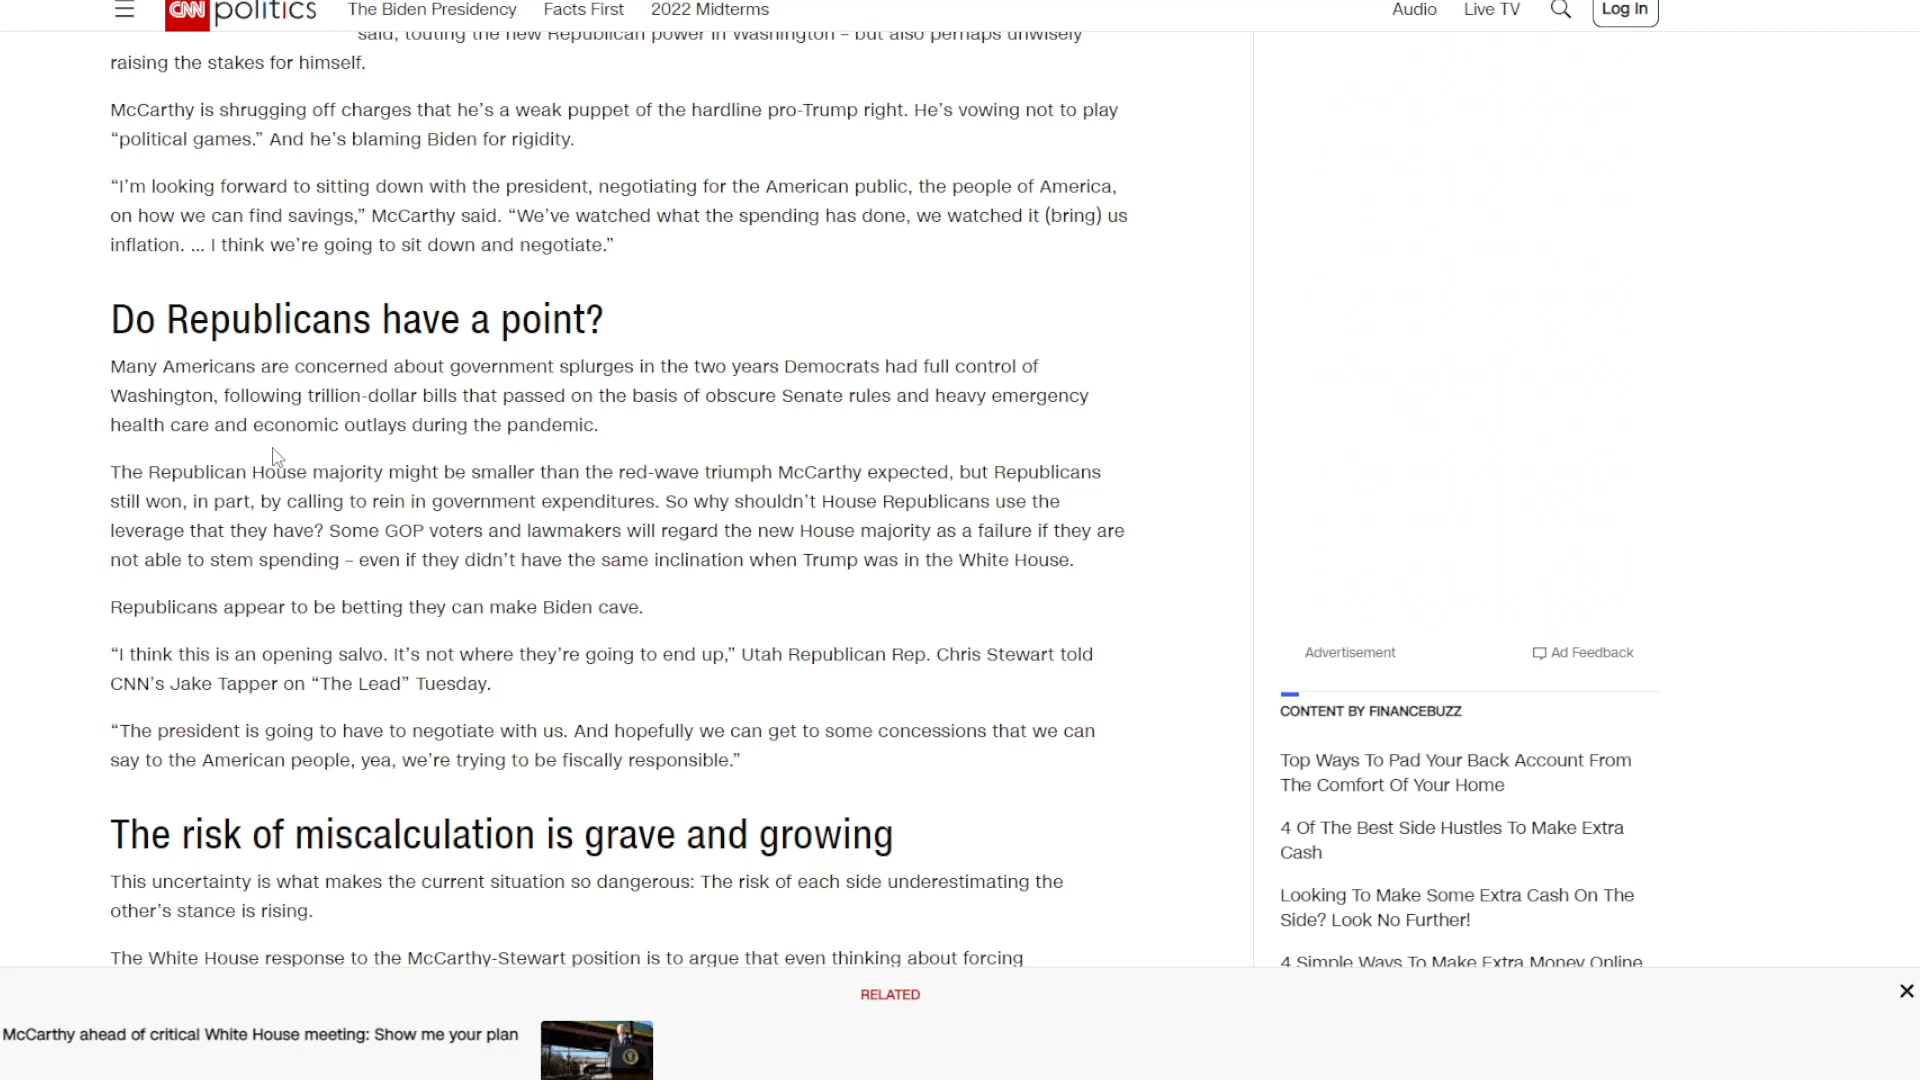 CNN politics The Biden Presidency Facts First 2022 Midterms Audio Live TV Log In
said, touting the new Republican power in Washington – but also perhaps unwisely
raising the stakes for himself.
McCarthy is shrugging off charges that he’s a weak puppet of the hardline pro-Trump right. He’s vowing not to play
“political games.” And he’s blaming Biden for rigidity.
“I’m looking forward to sitting down with the president, negotiating for the American public, the people of America,
on how we can find savings,” McCarthy said. “We’ve watched what the spending has done, we watched it (bring) us
inflation. ... I think we’re going to sit down and negotiate.”
Do Republicans have a point?
Many Americans are concerned about government splurges in the two years Democrats had full control of
Washington, following trillion-dollar bills that passed on the basis of obscure Senate rules and heavy emergency
health care and economic outlays during the pandemic.
The Republican House majority might be smaller than the red-wave triumph McCarthy expected, but Republicans
still won, in part, by calling to rein in government expenditures. So why shouldn’t House Republicans use the
leverage that they have? Some GOP voters and lawmakers will regard the new House majority as a failure if they are
not able to stem spending – even if they didn’t have the same inclination when Trump was in the White House.
Republicans appear to be betting they can make Biden cave.
“I think this is an opening salvo. It’s not where they’re going to end up,” Utah Republican Rep. Chris Stewart told
CNN’s Jake Tapper on “The Lead” Tuesday.
“The president is going to have to negotiate with us. And hopefully we can get to some concessions that we can
say to the American people, yea, we’re trying to be fiscally responsible.”
The risk of miscalculation is grave and growing
This uncertainty is what makes the current situation so dangerous: The risk of each side underestimating the
other’s stance is rising.
The White House response to the McCarthy-Stewart position is to argue that even thinking about forcing
Advertisement Ad Feedback
CONTENT BY FINANCEBUZZ
Top Ways To Pad Your Back Account From
The Comfort Of Your Home
4 Of The Best Side Hustles To Make Extra
Cash
Looking To Make Some Extra Cash On The
Side? Look No Further!
4 Simple Ways To Make Extra Money Online
RELATED
McCarthy ahead of critical White House meeting: Show me your plan